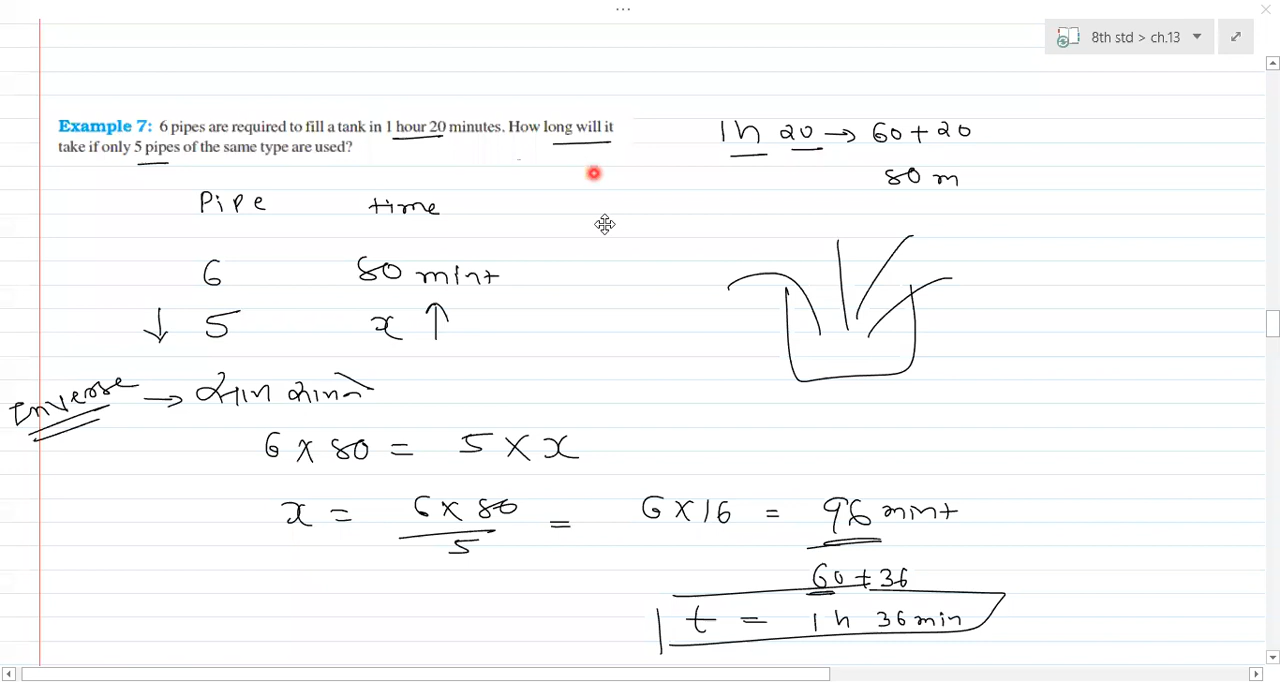 8th std > ch.13
Example 7: 6 pipes are required to fill a tank in 1 hour 20 minutes. How long will it
take if only 5 pipes of the same type are used?
1h 20 → 60 + 20
80 m
Pipe time
6 80 mint
↓ 5 x ↑
Enverse →
6 × 80 = 5 × x
x = 6 × 80 / 5 = 6 × 16 = 96 mint
60 + 36
t = 1 h 36 min